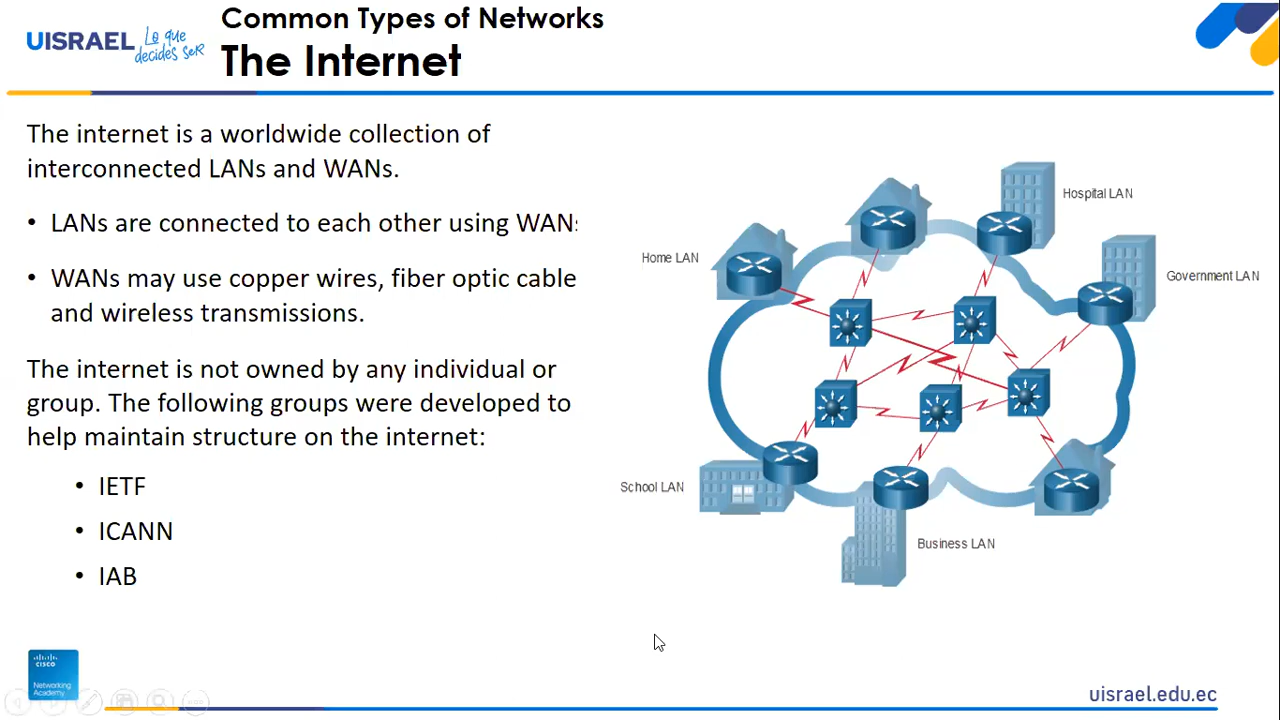 Common Types of Networks
UISRAEL Lo que decides seR
The Internet
The internet is a worldwide collection of
interconnected LANs and WANs.
• LANs are connected to each other using WANs
• WANs may use copper wires, fiber optic cable
and wireless transmissions.
The internet is not owned by any individual or
group. The following groups were developed to
help maintain structure on the internet:
• IETF
• ICANN
• IAB
Hospital LAN
Home LAN
Government LAN
School LAN
Business LAN
CISCO
Networking
Academy
uisrael.edu.ec